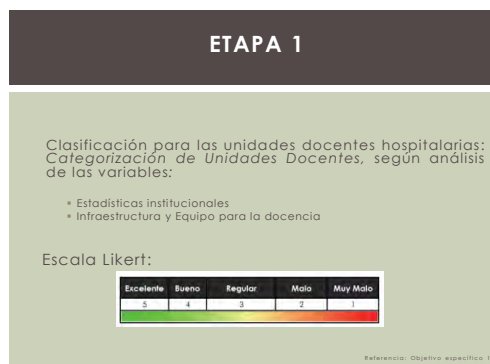 ETAPA 1
Clasificación para las unidades docentes hospitalarias:
Categorización de Unidades Docentes, según análisis
de las variables:
Estadísticas institucionales
Infraestructura y Equipo para la docencia
Escala Likert:
Excelente Bueno Regular Malo Muy Malo
5 4 3 2 1
Referencia: Objetivo específico 1